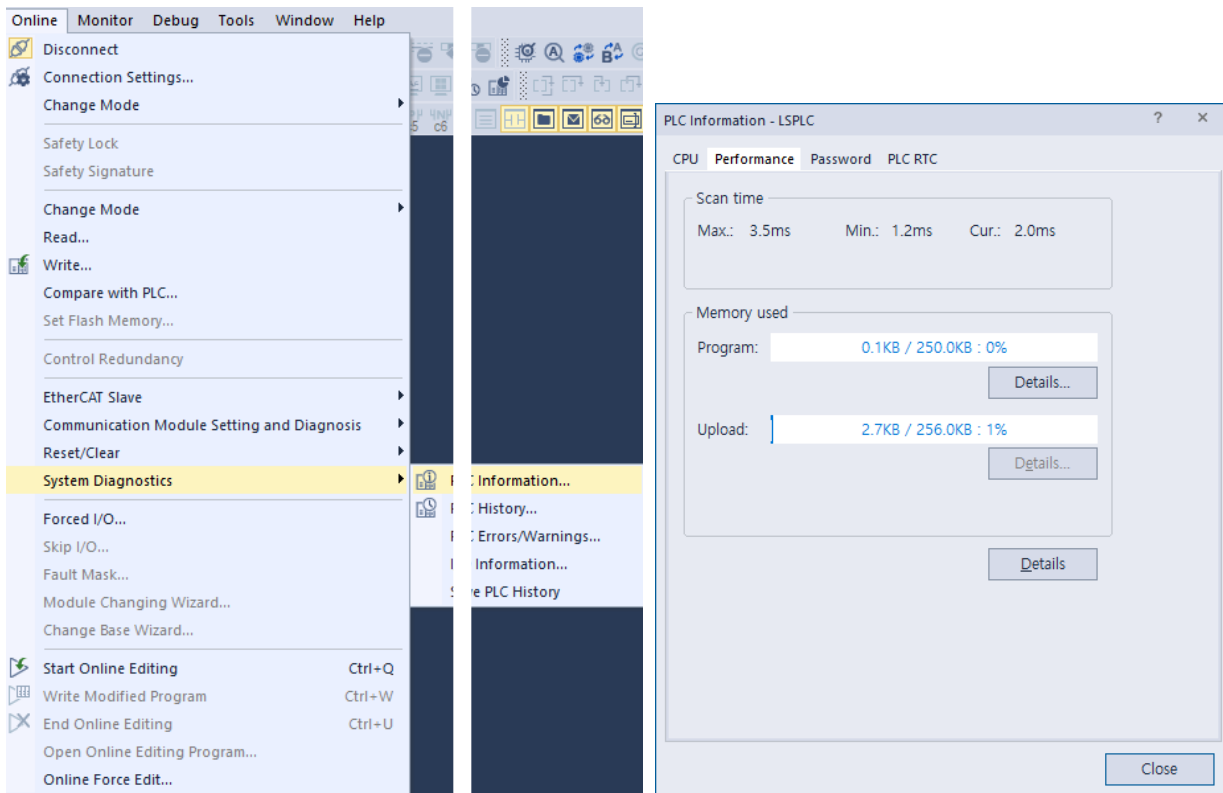 Online Monitor Debug Tools Window Help
Disconnect
Connection Settings...
Change Mode
Safety Lock
Safety Signature
Change Mode
Read...
Write...
Compare with PLC...
Set Flash Memory...
Control Redundancy
EtherCAT Slave
Communication Module Setting and Diagnosis
Reset/Clear
System Diagnostics
Forced I/O...
Skip I/O...
Fault Mask...
Module Changing Wizard...
Change Base Wizard...
Start Online Editing Ctrl+Q
Write Modified Program Ctrl+W
End Online Editing Ctrl+U
Open Online Editing Program...
Online Force Edit...
c6
Information...
History...
Errors/Warnings...
Information...
PLC History
PLC Information - LSPLC
CPU Performance Password PLC RTC
Scan time
Max.: 3.5ms Min.: 1.2ms Cur.: 2.0ms
Memory used
Program: 0.1KB / 250.0KB : 0%
Details...
Upload: 2.7KB / 256.0KB : 1%
Details...
Details
Close